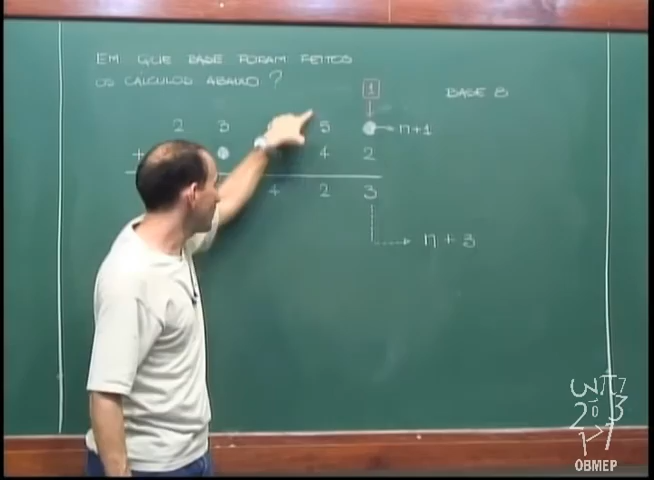 EM QUE BASE FORAM FEITOS
OS CÁLCULOS ABAIXO ?
1
BASE 8
2 3 5 n+1
+ 4 2
4 2 3
n + 3
OBMEP